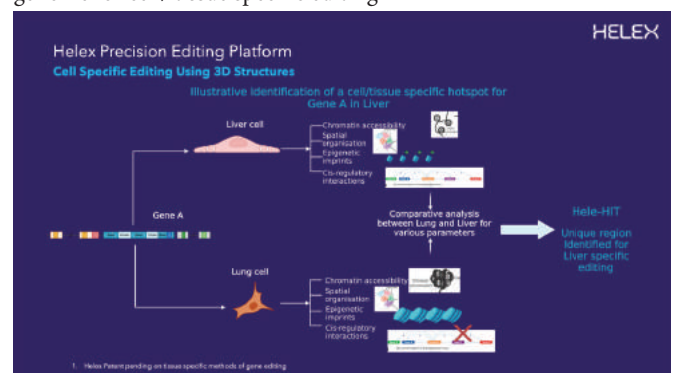 HELEX
Helex Precision Editing Platform
Cell Specific Editing Using 3D Structures
Illustrative identification of a cell/tissue specific hotspot for
Gene A in Liver
Liver cell
Chromatin accessibility
Spatial
organisation
Epigenetic
imprints
Cis-regulatory
interactions
Gene A
Comparative analysis
between Lung and Liver for
various parameters
Hele-HIT
Unique region
Identified for
Liver specific
editing
Lung cell
Chromatin accessibility
Spatial
organisation
Epigenetic
imprints
Cis-regulatory
interactions
1. Helex Patent pending on tissue specific methods of gene editing